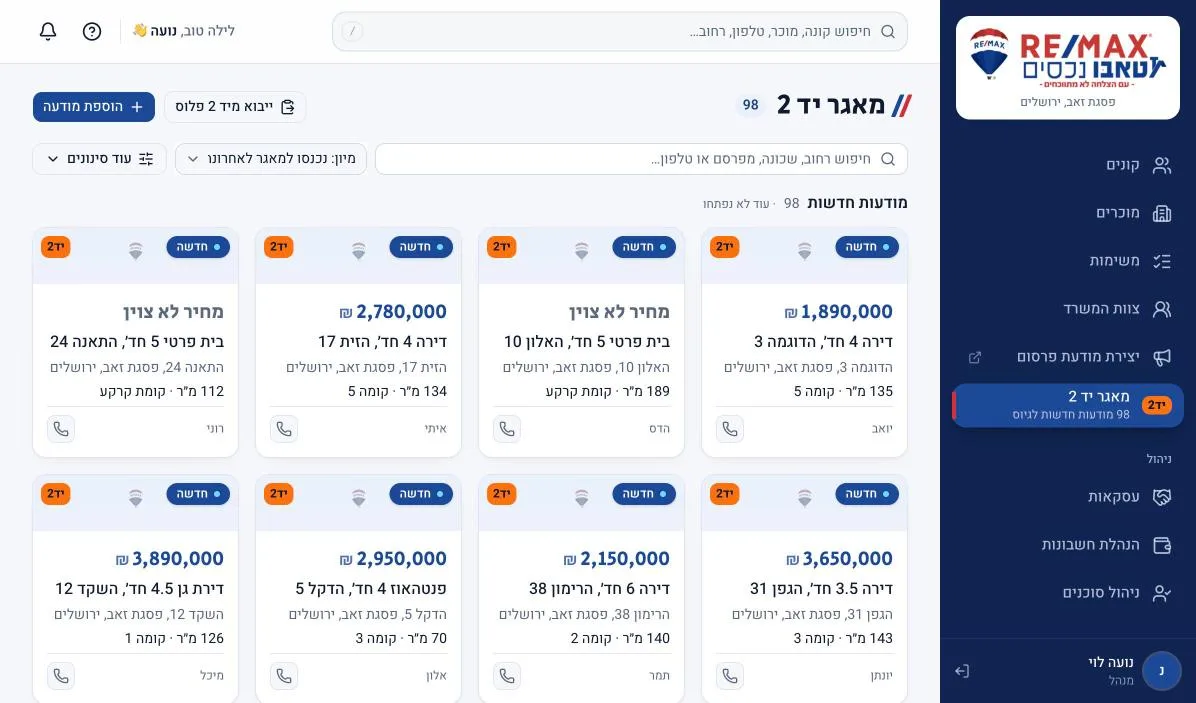 RE/MAX
טאבו נכסים
- עם הצלחה לא מתווכחים -
פסגת זאב, ירושלים
קונים
מוכרים
משימות
צוות המשרד
יצירת מודעת פרסום
יד2
מאגר יד 2
98 מודעות חדשות לגיוס
ניהול
עסקאות
הנהלת חשבונות
ניהול סוכנים
נ
נועה לוי
מנהל
חיפוש קונה, מוכר, טלפון, רחוב...
/
לילה טוב, נועה 👋
מאגר יד 2 98
ייבוא מיד 2 פלוס
הוספת מודעה
חיפוש רחוב, שכונה, מפרסם או טלפון...
מיון: נכנסו למאגר לאחרונו
עוד סינונים
מודעות חדשות 98 · עוד לא נפתחו
חדשה יד2
RE/MAX
1,890,000 ₪
דירה 4 חד', הדוגמה 3
הדוגמה 3, פסגת זאב, ירושלים
135 מ״ר · קומה 5
יואב
חדשה יד2
RE/MAX
מחיר לא צוין
בית פרטי 5 חד', האלון 10
האלון 10, פסגת זאב, ירושלים
189 מ״ר · קומת קרקע
הדס
חדשה יד2
2,780,000 ₪
דירה 4 חד', הזית 17
הזית 17, פסגת זאב, ירושלים
134 מ״ר · קומה 5
איתי
חדשה יד2
מחיר לא צוין
בית פרטי 5 חד', התאנה 24
התאנה 24, פסגת זאב, ירושלים
112 מ״ר · קומת קרקע
רוני
חדשה יד2
3,650,000 ₪
דירה 3.5 חד', הגפן 31
הגפן 31, פסגת זאב, ירושלים
143 מ״ר · קומה 3
יונתן
חדשה יד2
2,150,000 ₪
דירה 6 חד', הרימון 38
הרימון 38, פסגת זאב, ירושלים
140 מ״ר · קומה 2
תמר
חדשה יד2
2,950,000 ₪
פנטהאוז 4 חד', הדקל 5
הדקל 5, פסגת זאב, ירושלים
70 מ״ר · קומה 3
אלון
חדשה יד2
3,890,000 ₪
דירת גן 4.5 חד', השקד 12
השקד 12, פסגת זאב, ירושלים
126 מ״ר · קומה 1
מיכל